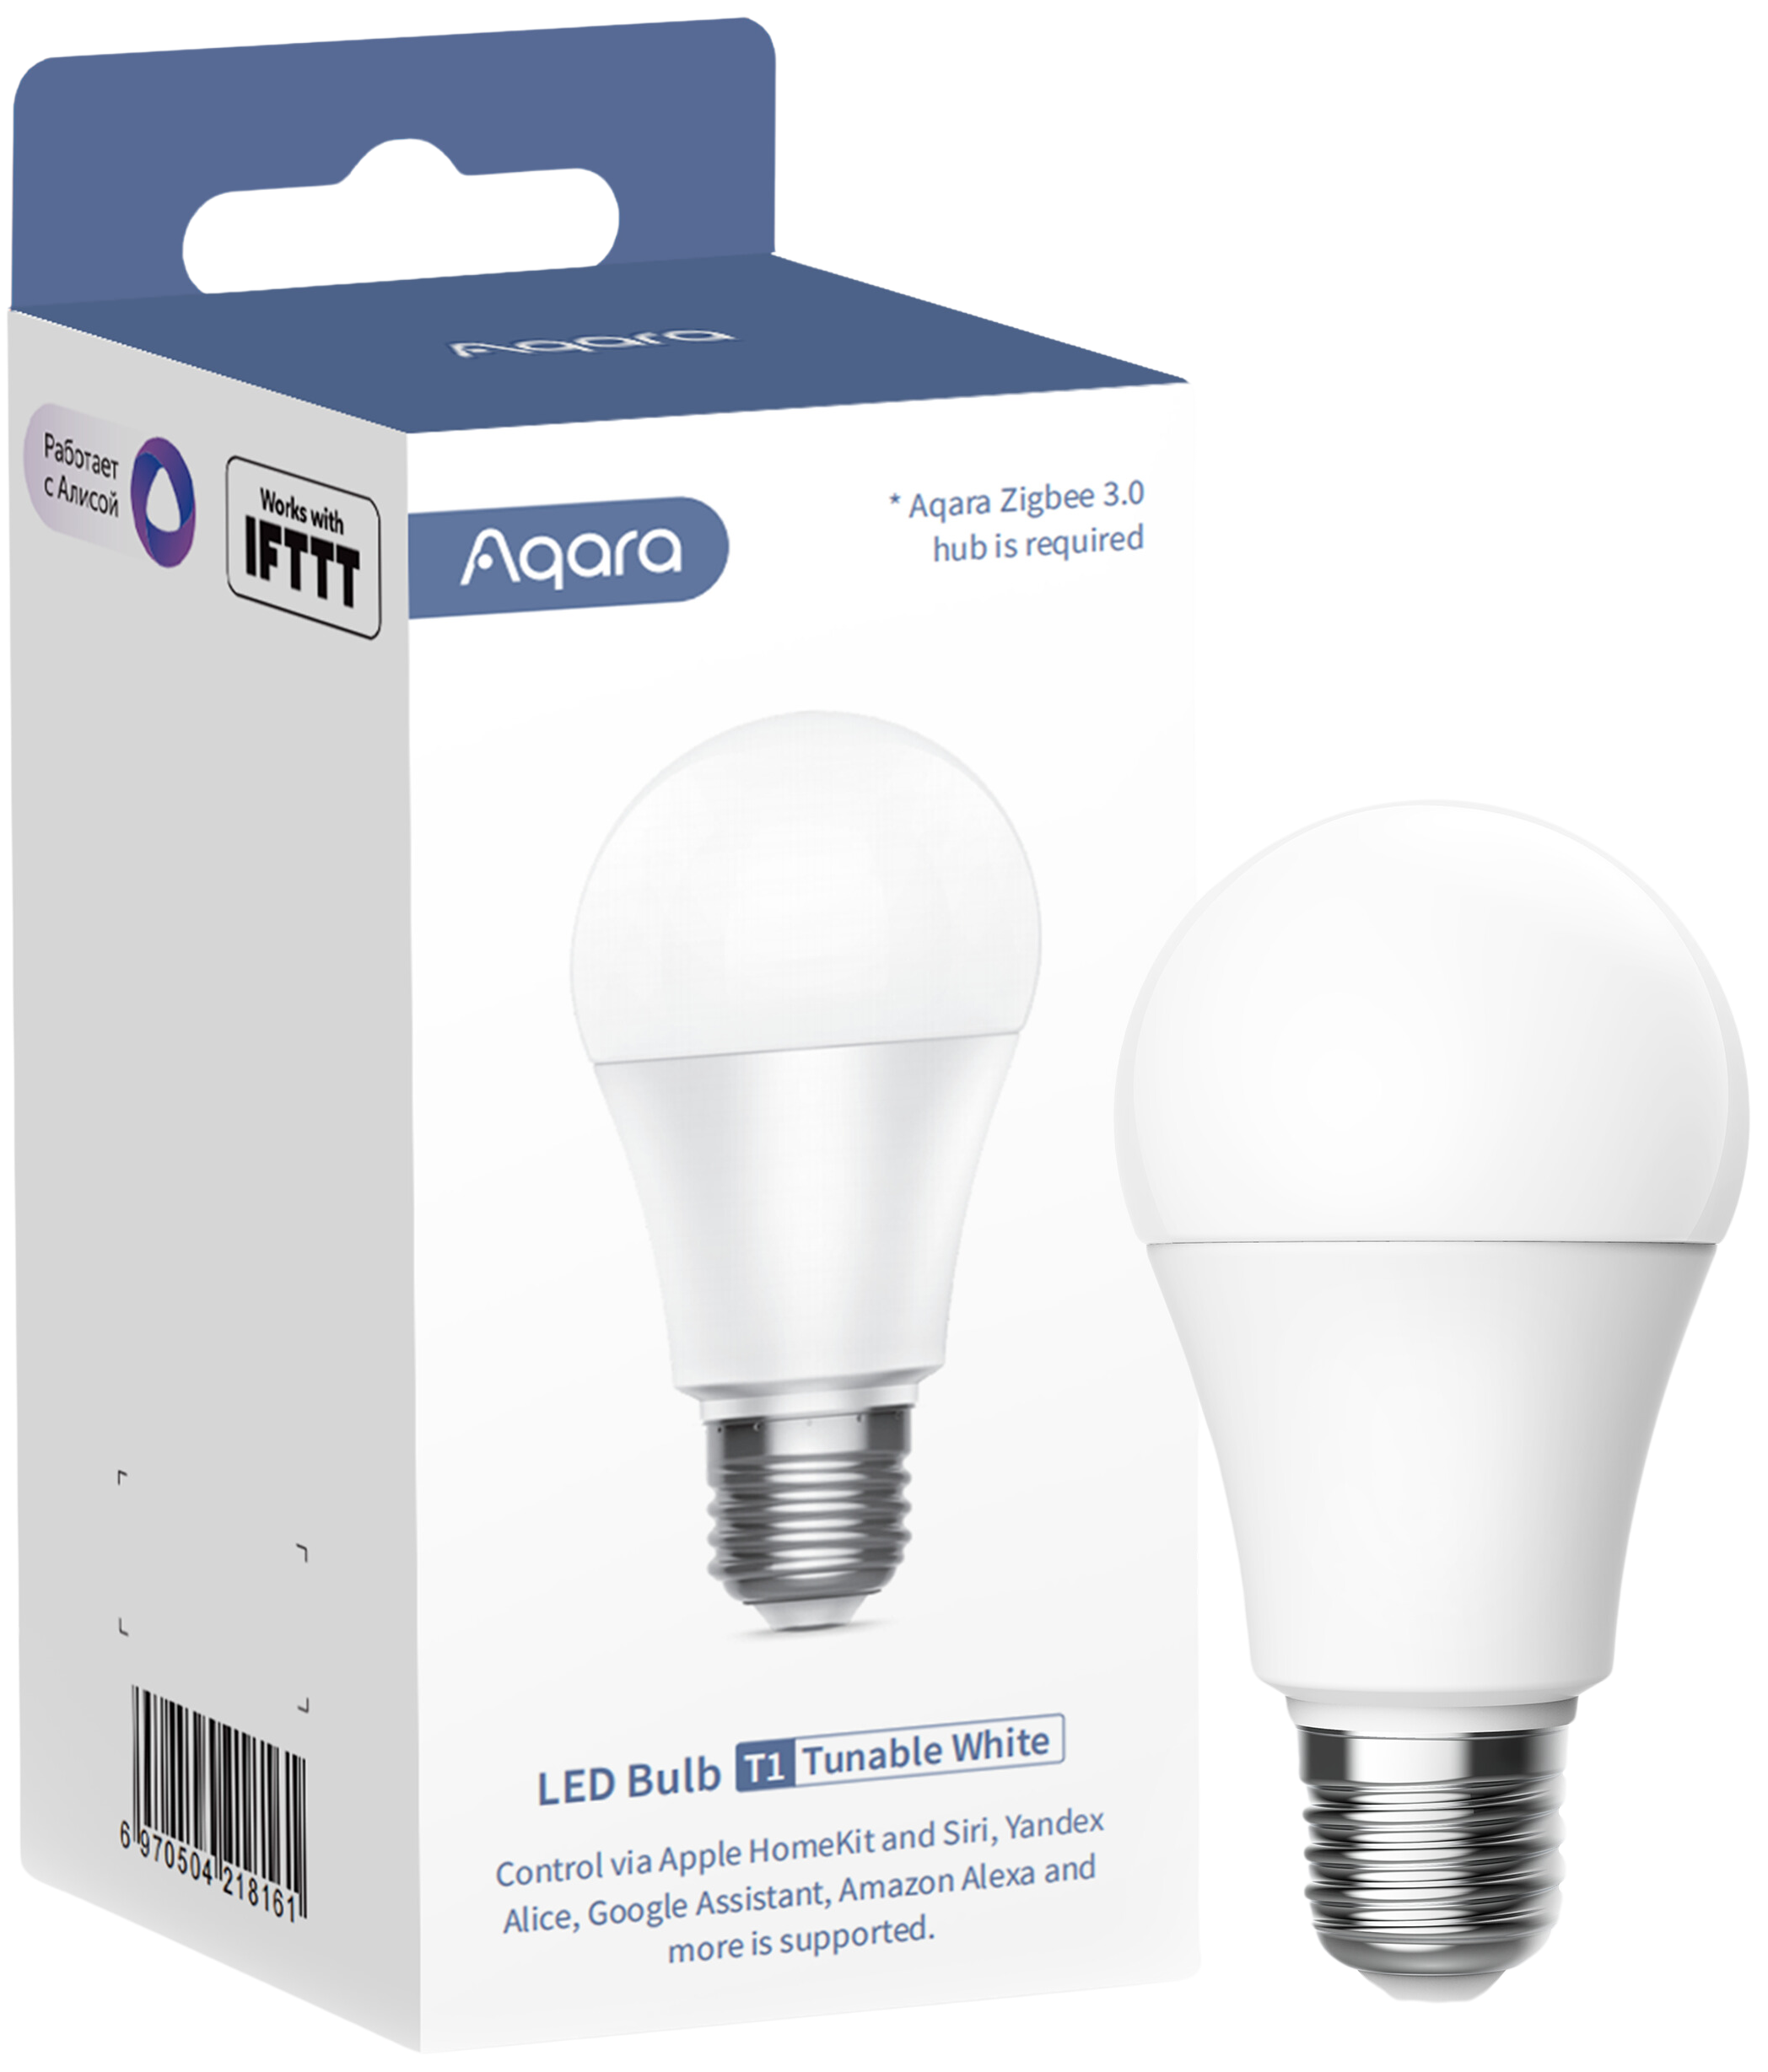 Aqara
Работает
с Алисой
Works with
IFTTT
Aqara
* Aqara Zigbee 3.0
hub is required
LED Bulb T1 Tunable White
Control via Apple HomeKit and Siri, Yandex
Alice, Google Assistant, Amazon Alexa and
more is supported.
6 970504 218161